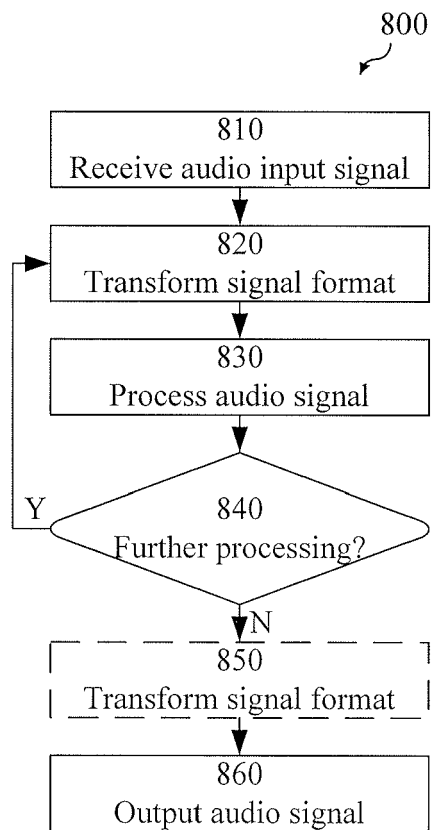 800
810
Receive audio input signal
820
Transform signal format
830
Process audio signal
Y
840
Further processing?
N
850
Transform signal format
860
Output audio signal